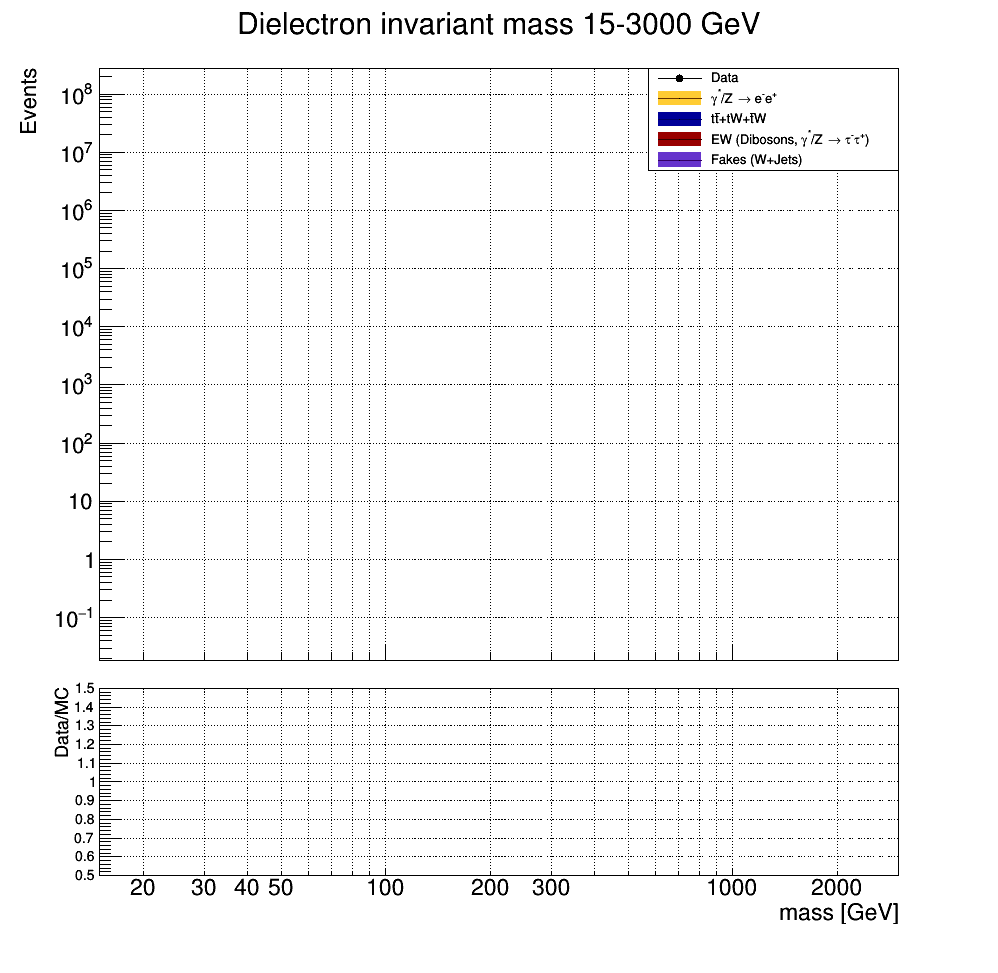 Dielectron invariant mass 15-3000 GeV
Events
10⁸
10⁷
10⁶
10⁵
10⁴
10³
10²
10
1
10⁻¹
Data
γ*/Z → e⁻e⁺
tt̄+tW+t̄W
EW (Dibosons, γ*/Z → τ⁻τ⁺)
Fakes (W+Jets)
Data/MC
1.5
1.4
1.3
1.2
1.1
1
0.9
0.8
0.7
0.6
0.5
20 30 40 50 100 200 300 1000 2000
mass [GeV]